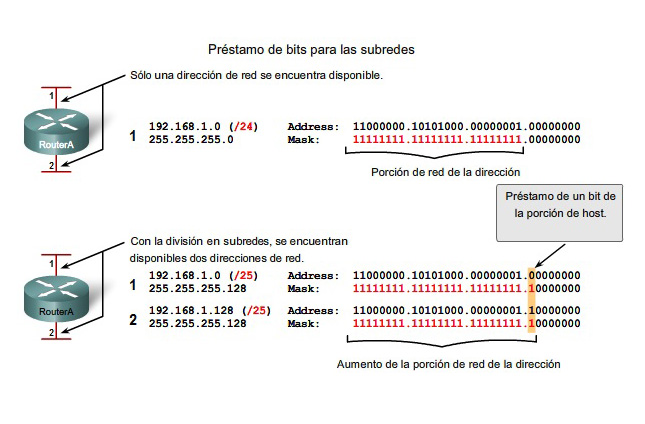 Préstamo de bits para las subredes
Sólo una dirección de red se encuentra disponible.
1
RouterA
2
1
192.168.1.0 (/24) Address: 11000000.10101000.00000001.00000000
255.255.255.0 Mask: 11111111.11111111.11111111.00000000
Porción de red de la dirección
Préstamo de un bit de
la porción de host.
Con la división en subredes, se encuentran
disponibles dos direcciones de red.
1
RouterA
2
1
192.168.1.0 (/25) Address: 11000000.10101000.00000001.00000000
255.255.255.128 Mask: 11111111.11111111.11111111.10000000
2
192.168.1.128 (/25) Address: 11000000.10101000.00000001.10000000
255.255.255.128 Mask: 11111111.11111111.11111111.10000000
Aumento de la porción de red de la dirección